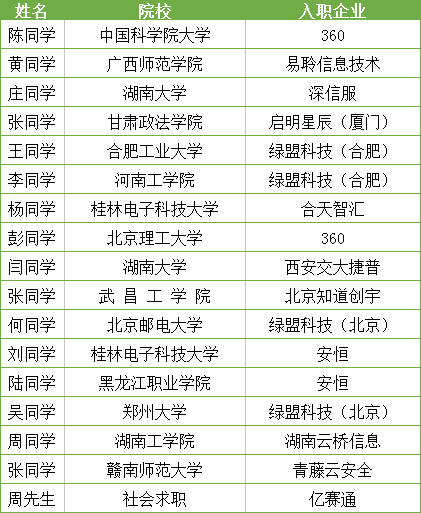 姓名 院校 入职企业
陈同学 中国科学院大学 360
黄同学 广西师范学院 易聆信息技术
庄同学 湖南大学 深信服
张同学 甘肃政法学院 启明星辰（厦门）
王同学 合肥工业大学 绿盟科技（合肥）
李同学 河南工学院 绿盟科技（合肥）
杨同学 桂林电子科技大学 合天智汇
彭同学 北京理工大学 360
闫同学 湖南大学 西安交大捷普
张同学 武 昌 工 学 院 北京知道创宇
何同学 北京邮电大学 绿盟科技（北京）
刘同学 桂林电子科技大学 安恒
陆同学 黑龙江职业学院 安恒
吴同学 郑州大学 绿盟科技（北京）
周同学 湖南工学院 湖南云桥信息
张同学 赣南师范大学 青藤云安全
周先生 社会求职 亿赛通